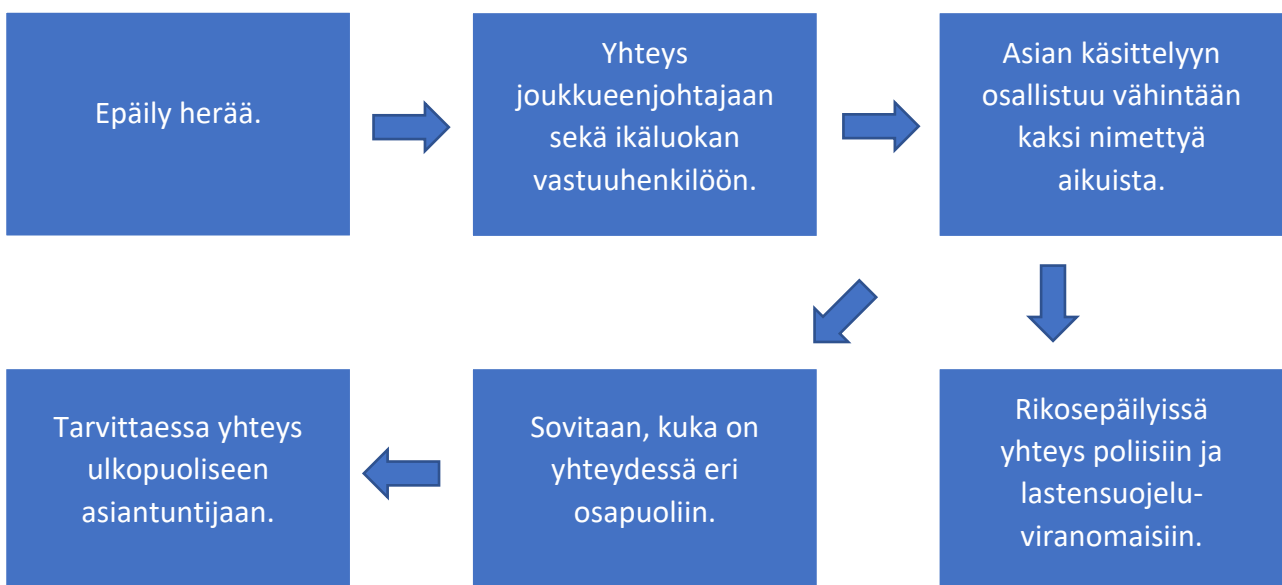 Epäily herää.
Yhteys
joukkueenjohtajaan
sekä ikäluokan
vastuuhenkilöön.
Asian käsittelyyn
osallistuu vähintään
kaksi nimettyä
aikuista.
Tarvittaessa yhteys
ulkopuoliseen
asiantuntijaan.
Sovitaan, kuka on
yhteydessä eri
osapuoliin.
Rikosepäilyissä
yhteys poliisiin ja
lastensuojelu-
viranomaisiin.